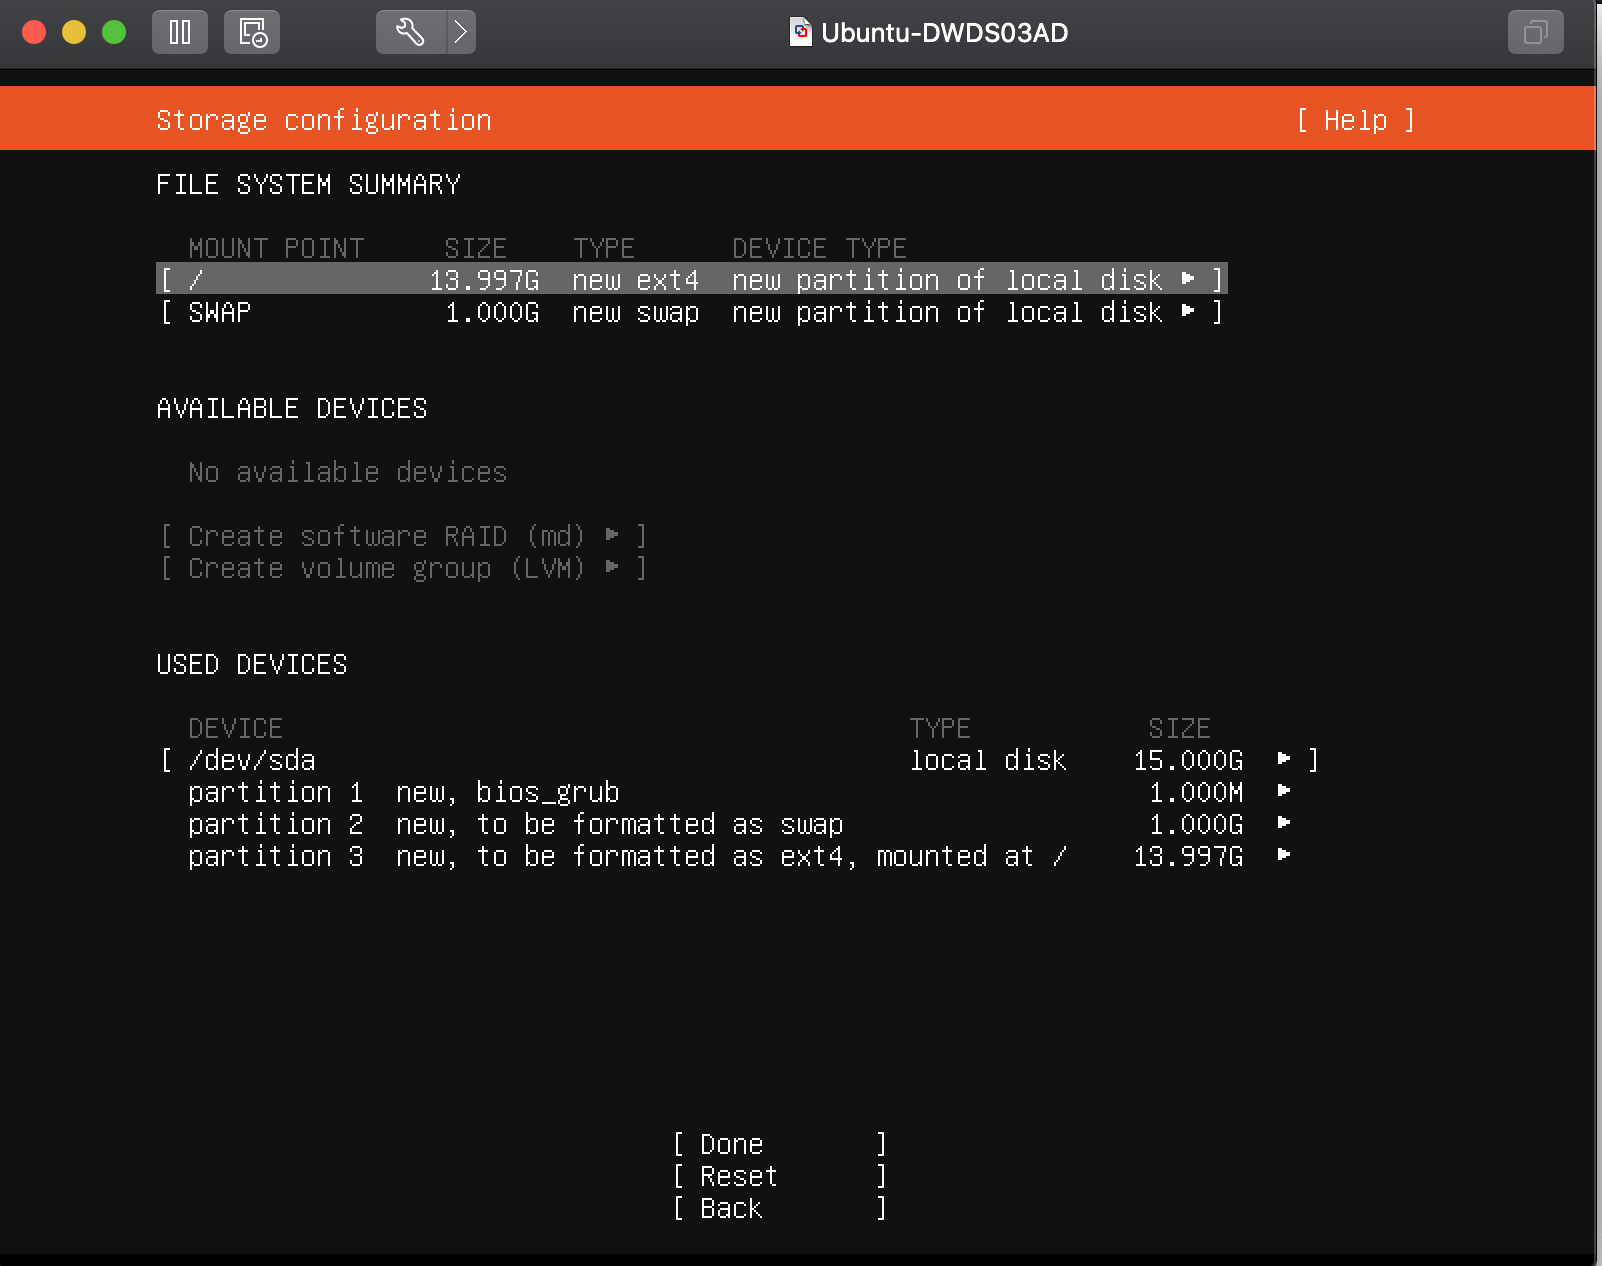 Ubuntu-DWDS03AD
Storage configuration [ Help ]
FILE SYSTEM SUMMARY
MOUNT POINT SIZE TYPE DEVICE TYPE
[ / 13.997G new ext4 new partition of local disk ▸ ]
[ SWAP 1.000G new swap new partition of local disk ▸ ]
AVAILABLE DEVICES
No available devices
[ Create software RAID (md) ▸ ]
[ Create volume group (LVM) ▸ ]
USED DEVICES
DEVICE TYPE SIZE
[ /dev/sda local disk 15.000G ▸ ]
partition 1 new, bios_grub 1.000M ▸
partition 2 new, to be formatted as swap 1.000G ▸
partition 3 new, to be formatted as ext4, mounted at / 13.997G ▸
[ Done ]
[ Reset ]
[ Back ]